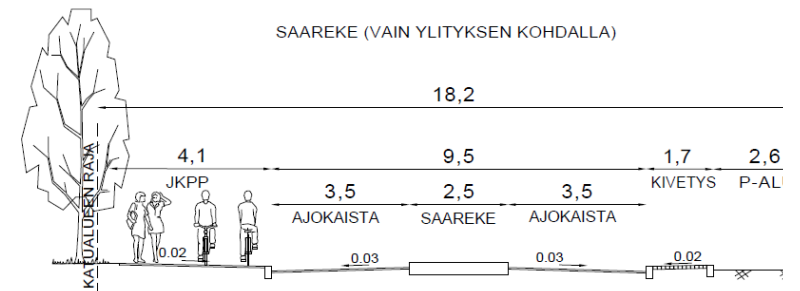 SAAREKE (VAIN YLITYKSEN KOHDALLA)
18,2
4,1 9,5 1,7 2,6
JKPP KIVETYS P-AL
3,5 2,5 3,5
AJOKAISTA SAAREKE AJOKAISTA
0.02 0.03 0.03 0.02
KATUALUEEN RAJA